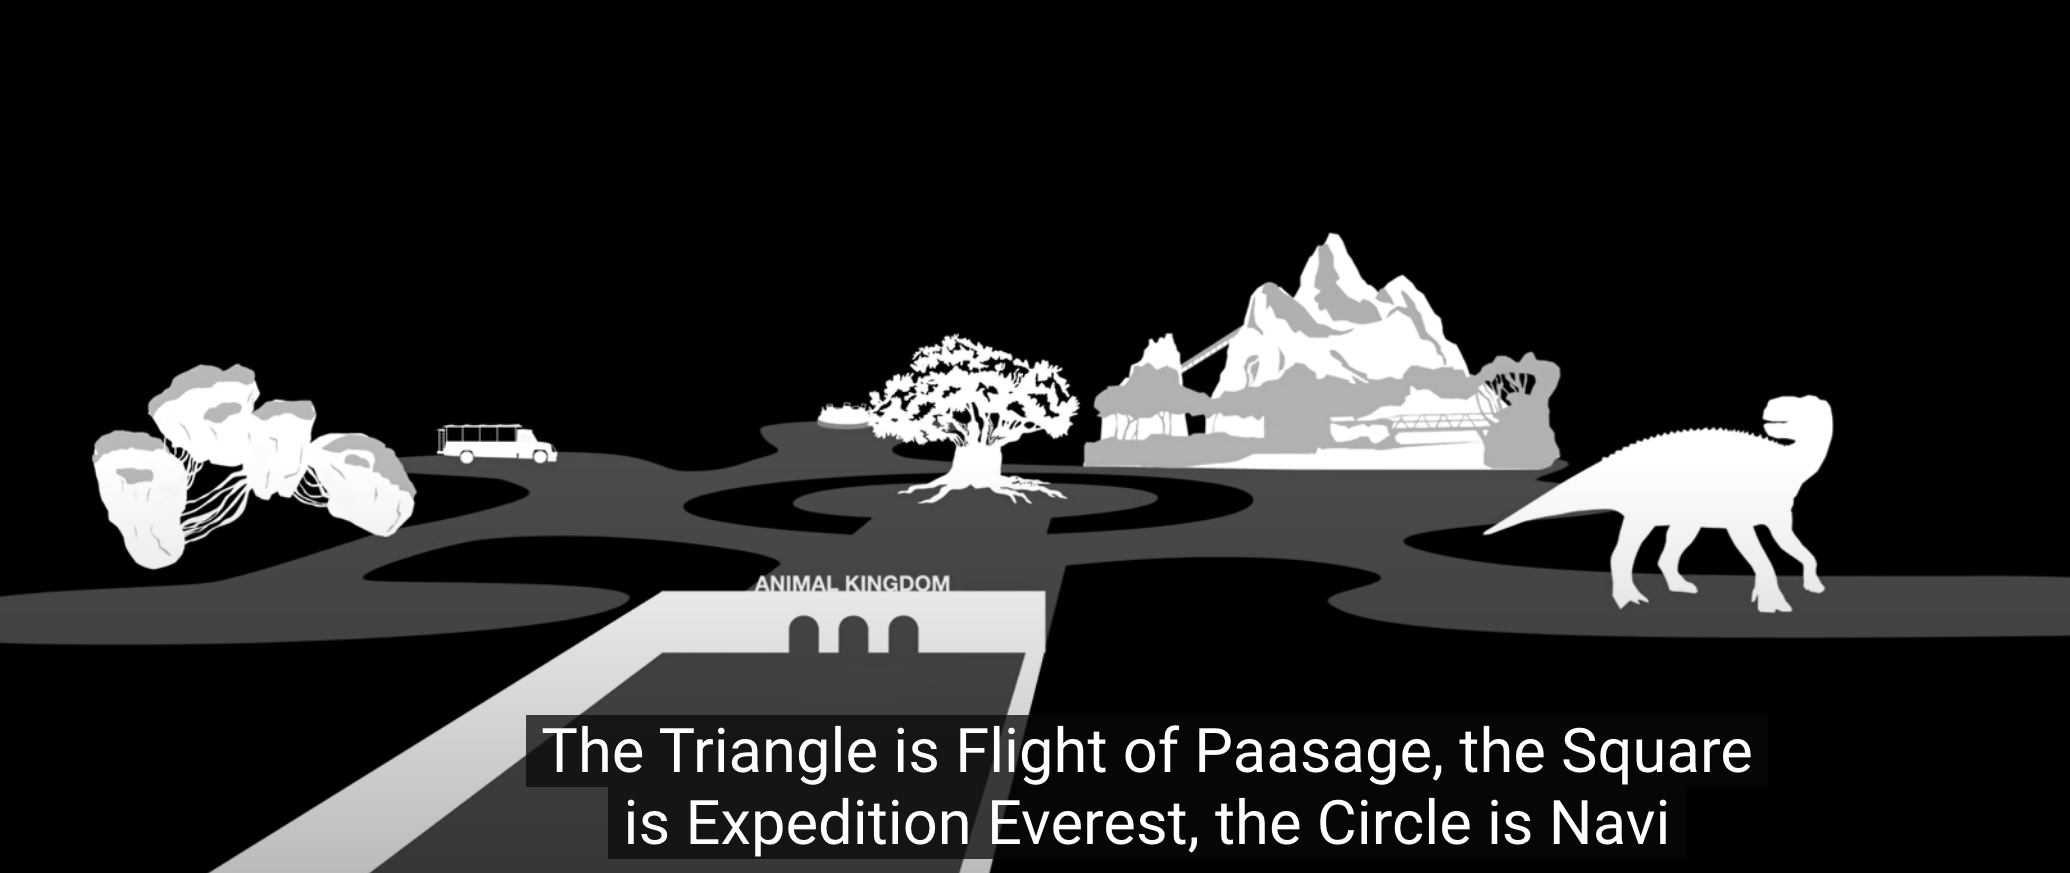 ANIMAL KINGDOM
The Triangle is Flight of Paasage, the Square
is Expedition Everest, the Circle is Navi